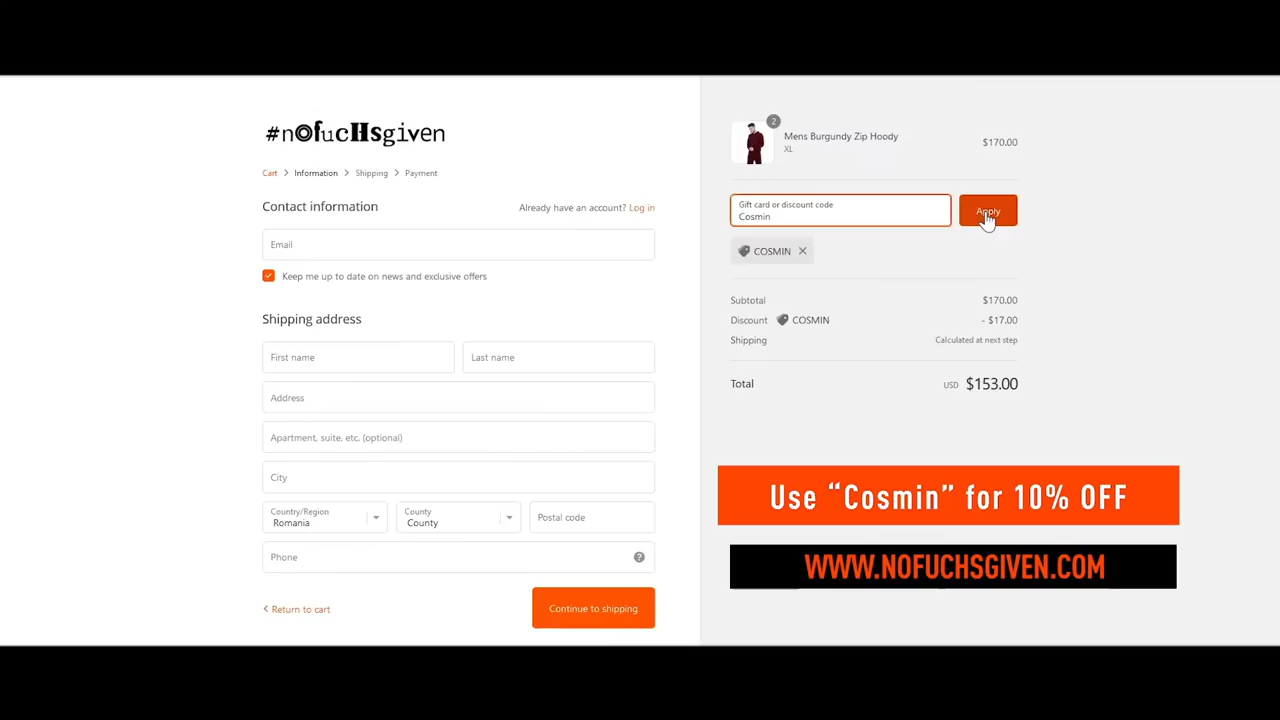 #nofucHsgiven
Cart > Information > Shipping > Payment
Contact information
Already have an account? Log in
Email
Keep me up to date on news and exclusive offers
Shipping address
First name
Last name
Address
Apartment, suite, etc. (optional)
City
Country/Region
Romania
County
County
Postal code
Phone
?
< Return to cart
Continue to shipping
2
Mens Burgundy Zip Hoody
XL
$170.00
Gift card or discount code
Cosmin
Apply
COSMIN
Subtotal
$170.00
Discount COSMIN
- $17.00
Shipping
Calculated at next step
Total
USD $153.00
Use “Cosmin” for 10% OFF
WWW.NOFUCHSGIVEN.COM